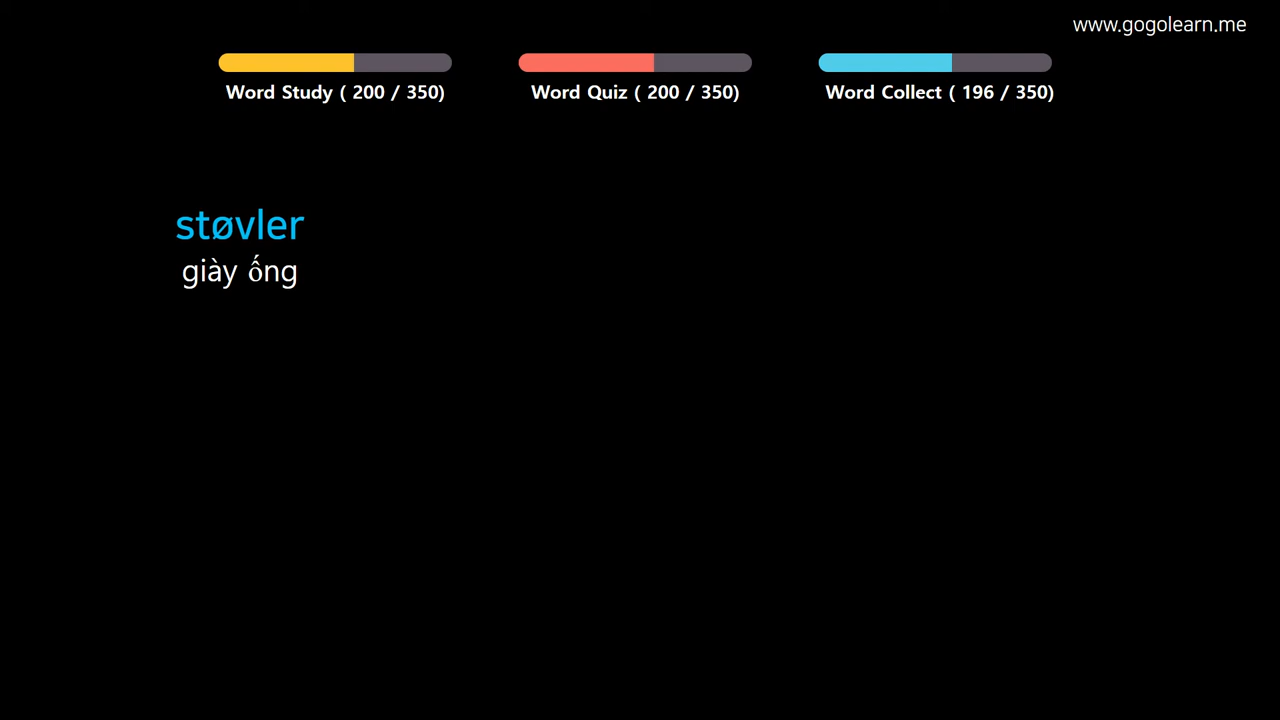 www.gogolearn.me
Word Study ( 200 / 350)
Word Quiz ( 200 / 350)
Word Collect ( 196 / 350)
støvler
giày ống